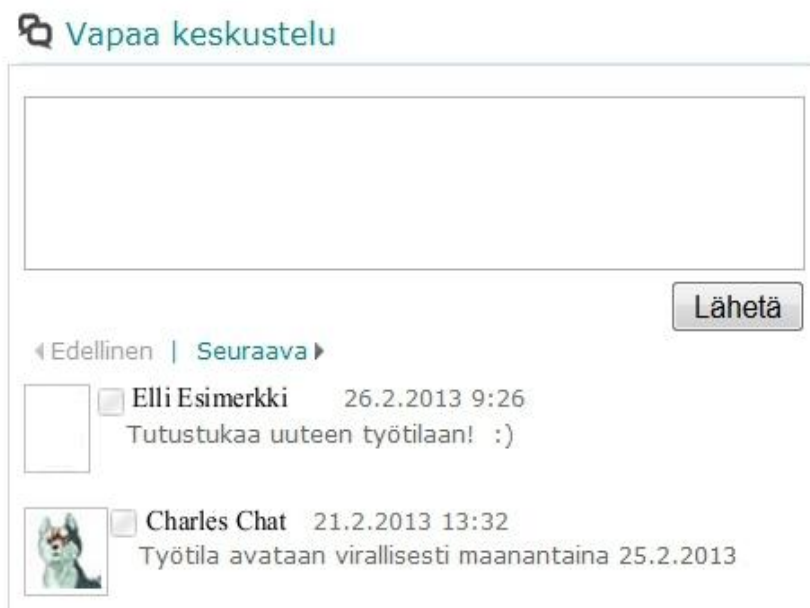 Vapaa keskustelu
Lähetä
Edellinen | Seuraava
Elli Esimerkki 26.2.2013 9:26
Tutustukaa uuteen työtilaan! :)
Charles Chat 21.2.2013 13:32
Työtila avataan virallisesti maanantaina 25.2.2013